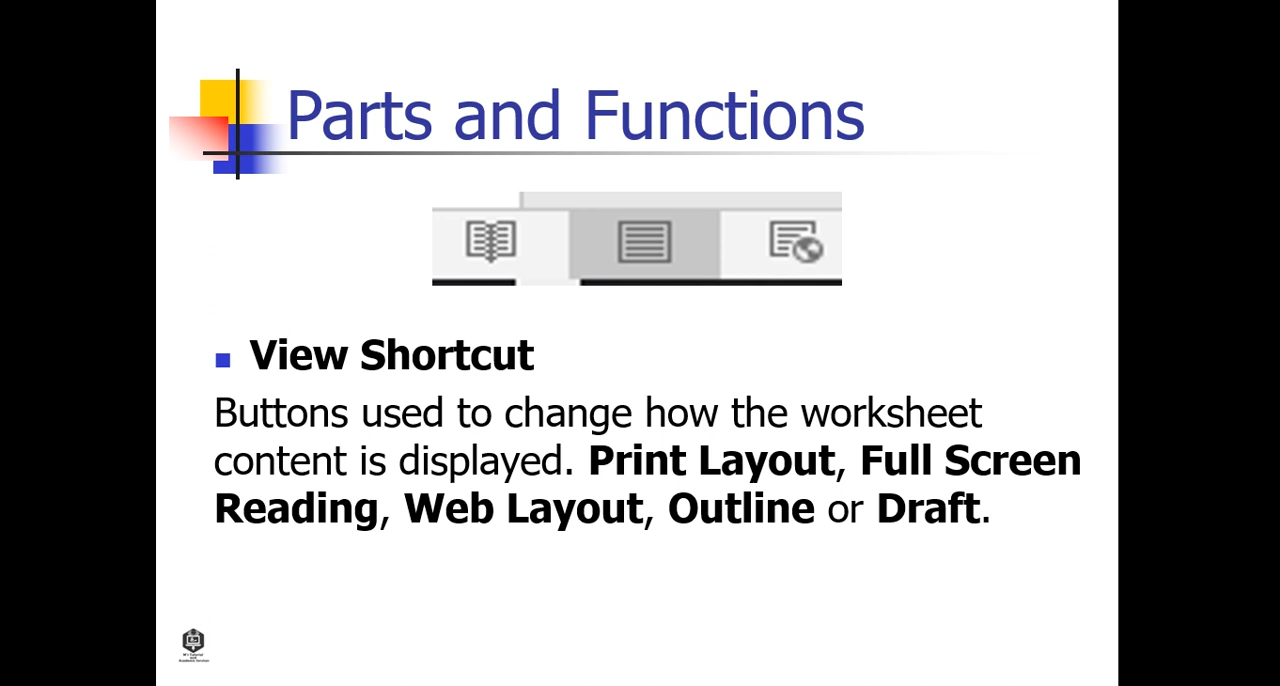 Parts and Functions
View Shortcut
Buttons used to change how the worksheet
content is displayed. Print Layout, Full Screen
Reading, Web Layout, Outline or Draft.